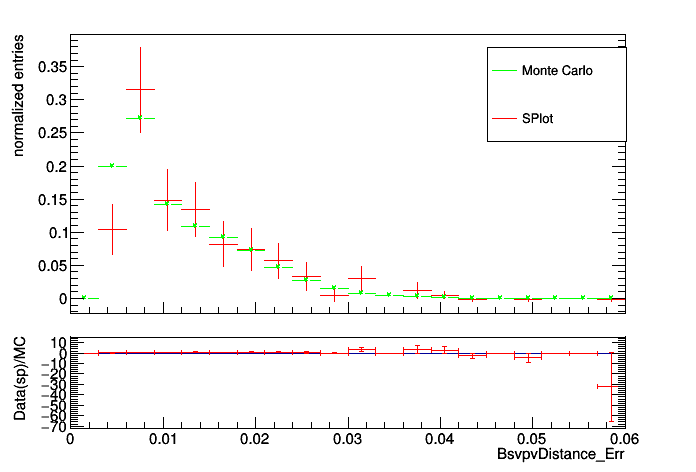 normalized entries
0.35
0.3
0.25
0.2
0.15
0.1
0.05
0
Monte Carlo
SPlot
Data(sp)/MC
10
0
−10
−20
−30
−40
−50
−60
−70
0 0.01 0.02 0.03 0.04 0.05 0.06
BsvpvDistance_Err